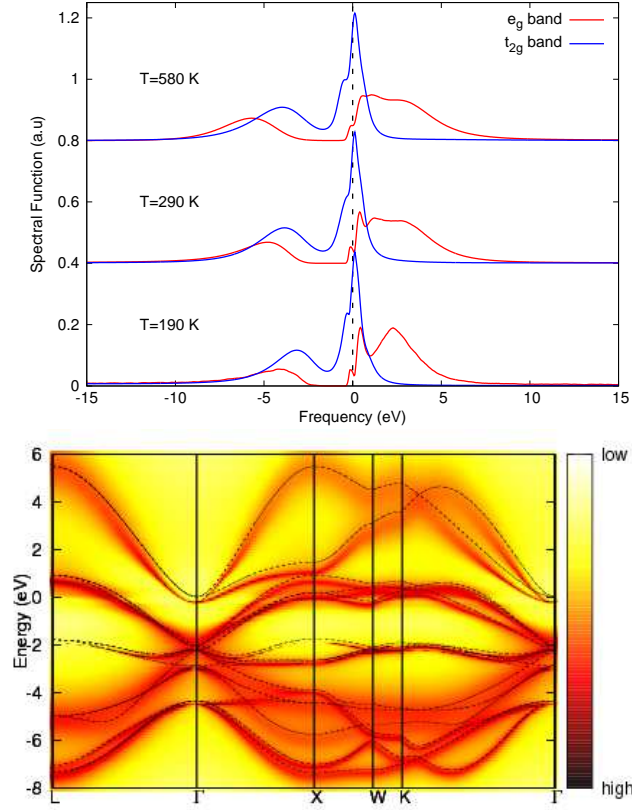 1.2
e_g band
t_2g band
1
T=580 K
0.8
Spectral Function (a.u)
0.6
T=290 K
0.4
0.2
T=190 K
0
-15 -10 -5 0 5 10 15
Frequency (eV)
6
low
4
2
0
Energy (eV)
-2
-4
-6
-8
high
L Γ X W K Γ